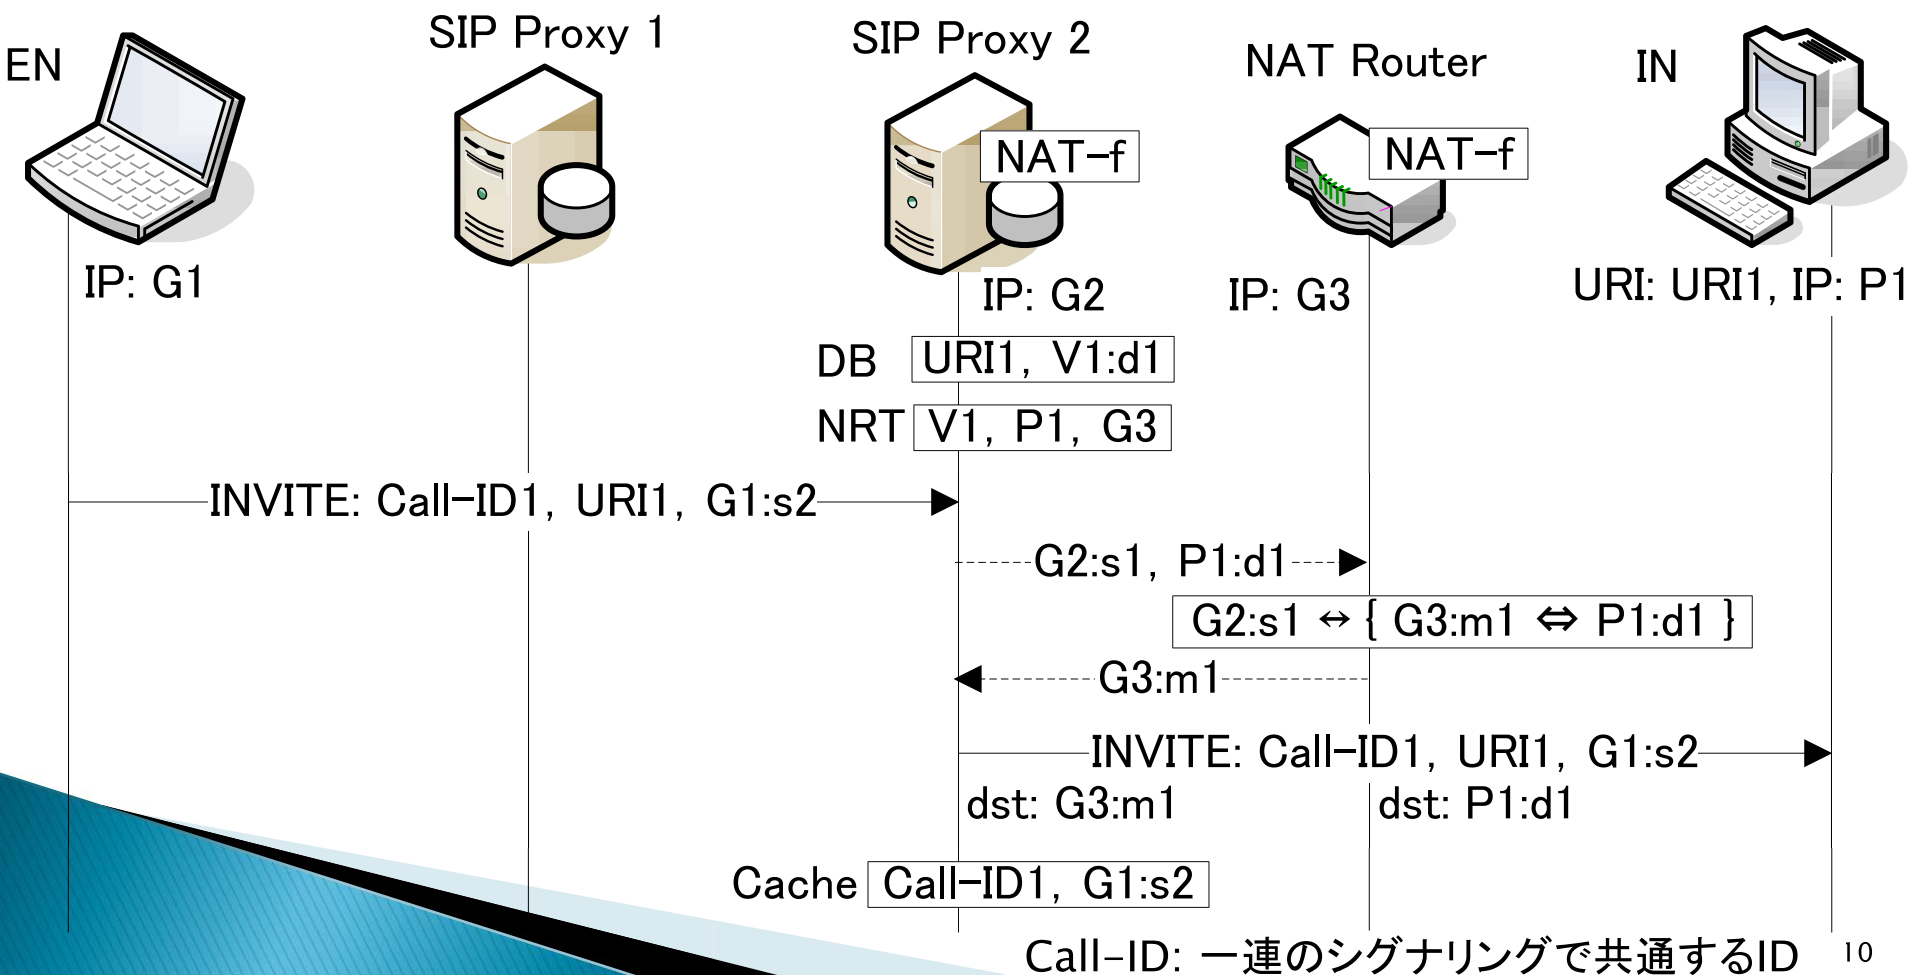 EN
SIP Proxy 1
SIP Proxy 2
NAT Router
IN
NAT-f
NAT-f
IP: G1
IP: G2
IP: G3
URI: URI1, IP: P1
DB URI1, V1:d1
NRT V1, P1, G3
INVITE: Call-ID1, URI1, G1:s2
G2:s1, P1:d1
G2:s1 ↔ { G3:m1 ⇔ P1:d1 }
G3:m1
INVITE: Call-ID1, URI1, G1:s2
dst: G3:m1
dst: P1:d1
Cache Call-ID1, G1:s2
Call-ID: 一連のシグナリングで共通するID
10